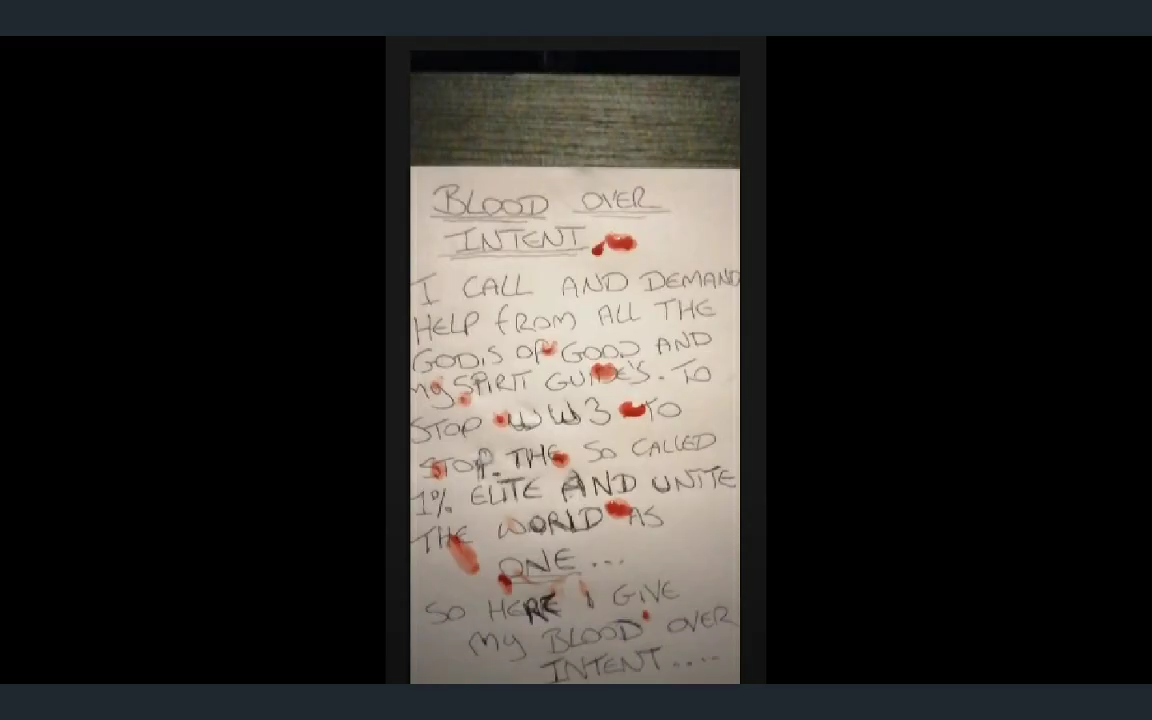 BLOOD OVER
INTENT.
I CALL AND DEMAND
HELP FROM ALL THE
GOD,S OF GOOD AND
MY SPIRIT GUIDE'S. TO
STOP WW3 TO
STOP. THE SO CALLED
1% ELITE AND UNITE
THE WORLD AS
ONE...
SO HERE I GIVE
MY BLOOD OVER
INTENT....